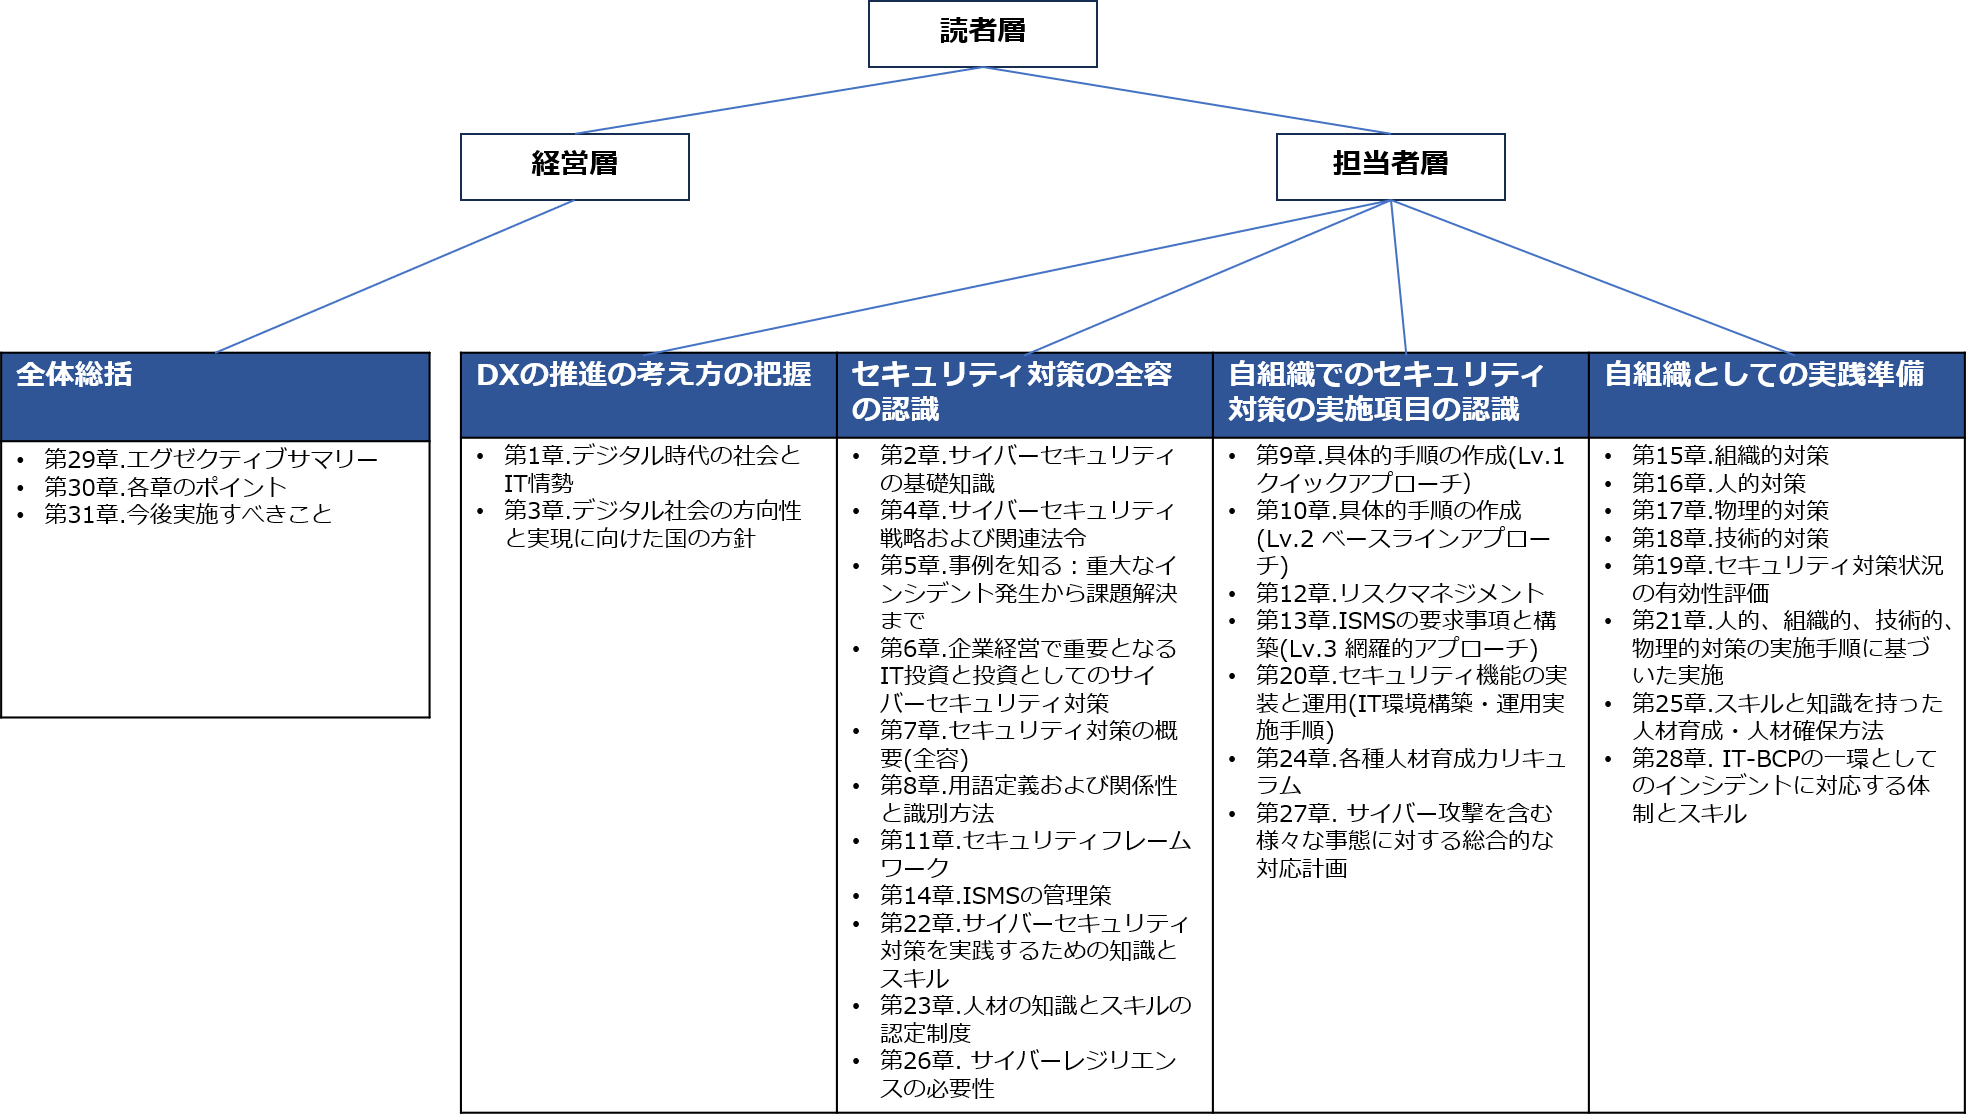 読者層
経営層
担当者層
全体総括
• 第29章.エグゼクティブサマリー
• 第30章.各章のポイント
• 第31章.今後実施すべきこと
DXの推進の考え方の把握
• 第1章.デジタル時代の社会と
IT情勢
• 第3章.デジタル社会の方向性
と実現に向けた国の方針
セキュリティ対策の全容
の認識
• 第2章.サイバーセキュリティ
の基礎知識
• 第4章.サイバーセキュリティ
戦略および関連法令
• 第5章.事例を知る：重大なイ
ンシデント発生から課題解決
まで
• 第6章.企業経営で重要となる
IT投資と投資としてのサイ
バーセキュリティ対策
• 第7章.セキュリティ対策の概
要(全容)
• 第8章.用語定義および関係性
と識別方法
• 第11章.セキュリティフレーム
ワーク
• 第14章.ISMSの管理策
• 第22章.サイバーセキュリティ
対策を実践するための知識と
スキル
• 第23章.人材の知識とスキルの
認定制度
• 第26章. サイバーレジリエン
スの必要性
自組織でのセキュリティ
対策の実施項目の認識
• 第9章.具体的手順の作成(Lv.1
クイックアプローチ)
• 第10章.具体的手順の作成
(Lv.2 ベースラインアプロー
チ)
• 第12章.リスクマネジメント
• 第13章.ISMSの要求事項と構
築(Lv.3 網羅的アプローチ)
• 第20章.セキュリティ機能の実
装と運用(IT環境構築・運用実
施手順)
• 第24章.各種人材育成カリキュ
ラム
• 第27章. サイバー攻撃を含む
様々な事態に対する総合的な
対応計画
自組織としての実践準備
• 第15章.組織的対策
• 第16章.人的対策
• 第17章.物理的対策
• 第18章.技術的対策
• 第19章.セキュリティ対策状況
の有効性評価
• 第21章.人的、組織的、技術的、
物理的対策の実施手順に基づ
いた実施
• 第25章.スキルと知識を持った
人材育成・人材確保方法
• 第28章. IT-BCPの一環として
のインシデントに対応する体
制とスキル